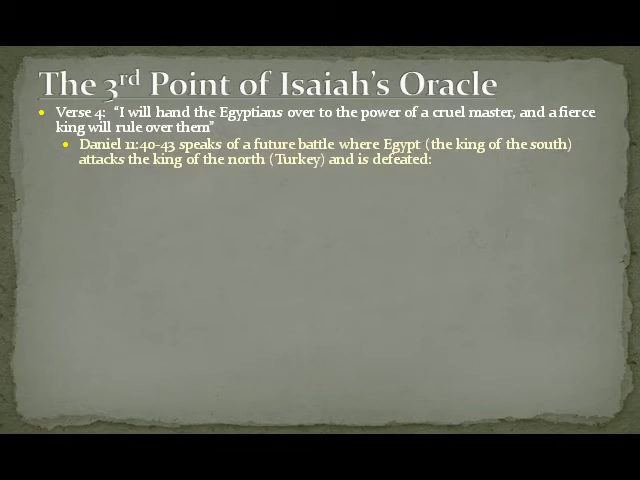 The 3rd Point of Isaiah's Oracle
Verse 4: “I will hand the Egyptians over to the power of a cruel master, and a fierce
king will rule over them”
Daniel 11:40-43 speaks of a future battle where Egypt (the king of the south)
attacks the king of the north (Turkey) and is defeated: